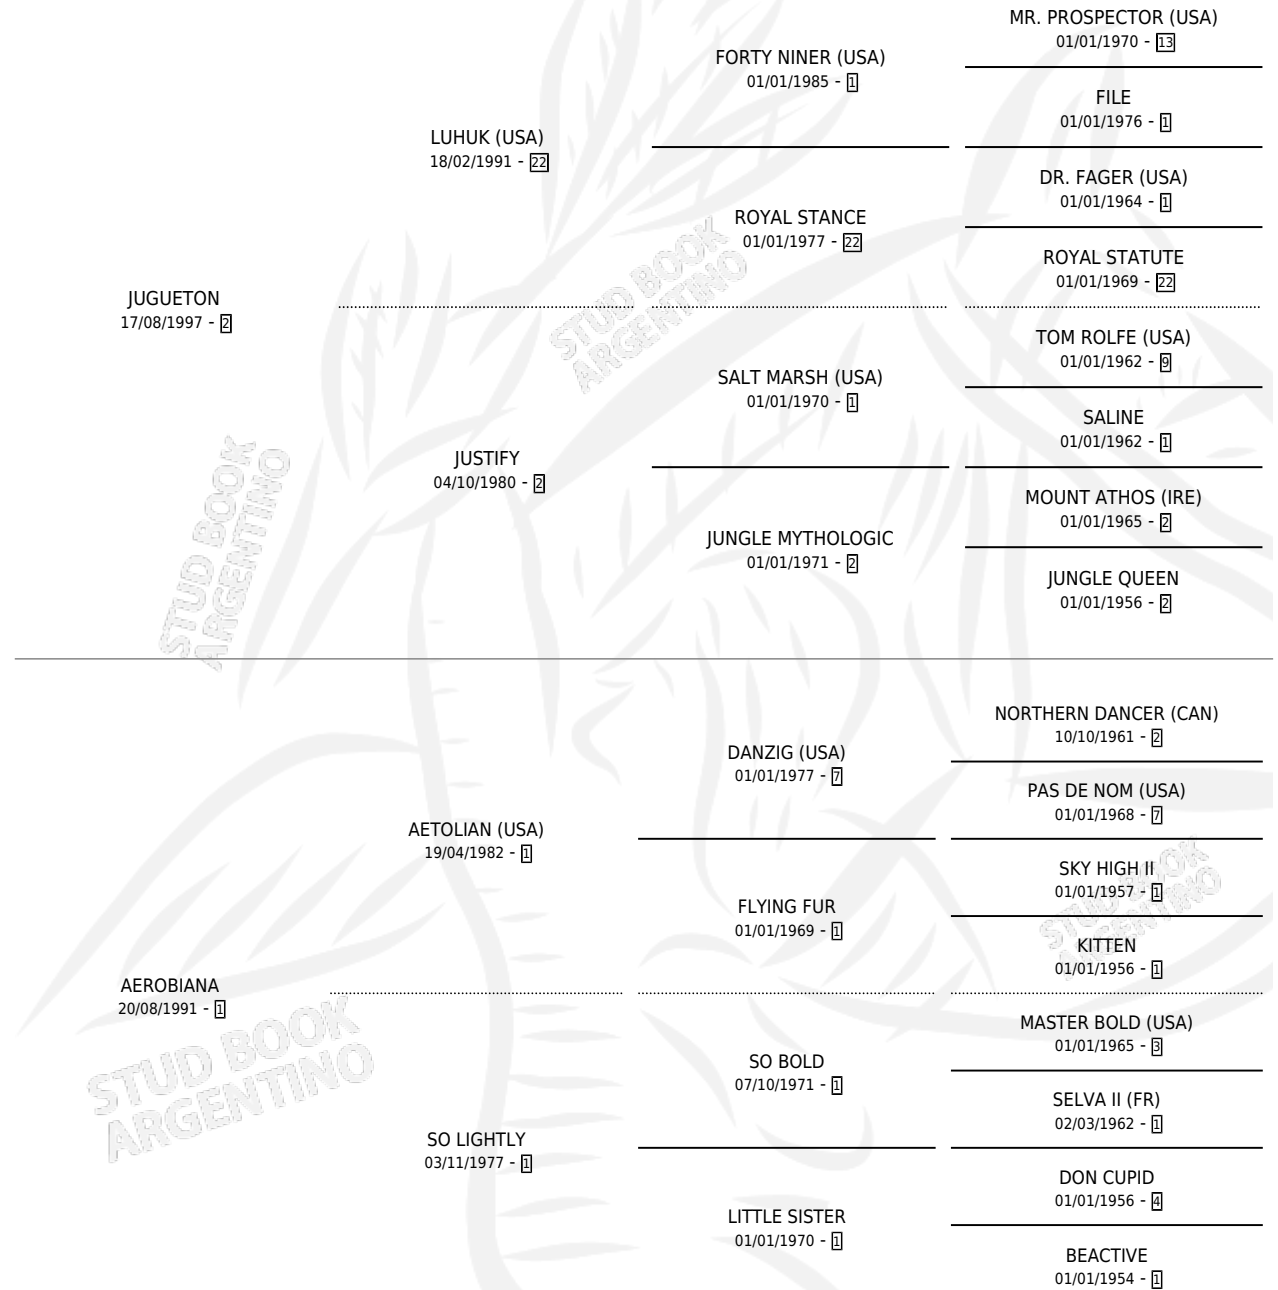 MR. PROSPECTOR (USA)
01/01/1970 - 13
FORTY NINER (USA)
01/01/1985 - 1
FILE
01/01/1976 - 1
LUHUK (USA)
18/02/1991 - 22
DR. FAGER (USA)
01/01/1964 - 1
ROYAL STANCE
01/01/1977 - 22
ROYAL STATUTE
01/01/1969 - 22
JUGUETON
17/08/1997 - 2
TOM ROLFE (USA)
01/01/1962 - 9
SALT MARSH (USA)
01/01/1970 - 1
SALINE
01/01/1962 - 1
JUSTIFY
04/10/1980 - 2
MOUNT ATHOS (IRE)
01/01/1965 - 2
JUNGLE MYTHOLOGIC
01/01/1971 - 2
JUNGLE QUEEN
01/01/1956 - 2
NORTHERN DANCER (CAN)
10/10/1961 - 2
DANZIG (USA)
01/01/1977 - 7
PAS DE NOM (USA)
01/01/1968 - 7
AETOLIAN (USA)
19/04/1982 - 1
SKY HIGH II
01/01/1957 - 1
FLYING FUR
01/01/1969 - 1
KITTEN
01/01/1956 - 1
AEROBIANA
20/08/1991 - 1
MASTER BOLD (USA)
01/01/1965 - 3
SO BOLD
07/10/1971 - 1
SELVA II (FR)
02/03/1962 - 1
SO LIGHTLY
03/11/1977 - 1
DON CUPID
01/01/1956 - 4
LITTLE SISTER
01/01/1970 - 1
BEACTIVE
01/01/1954 - 1
STUD BOOK
ARGENTINO
STUD BOOK
ARGENTINO
STUD BOOK
ARGENTINO
STUD BOOK
ARGENTINO